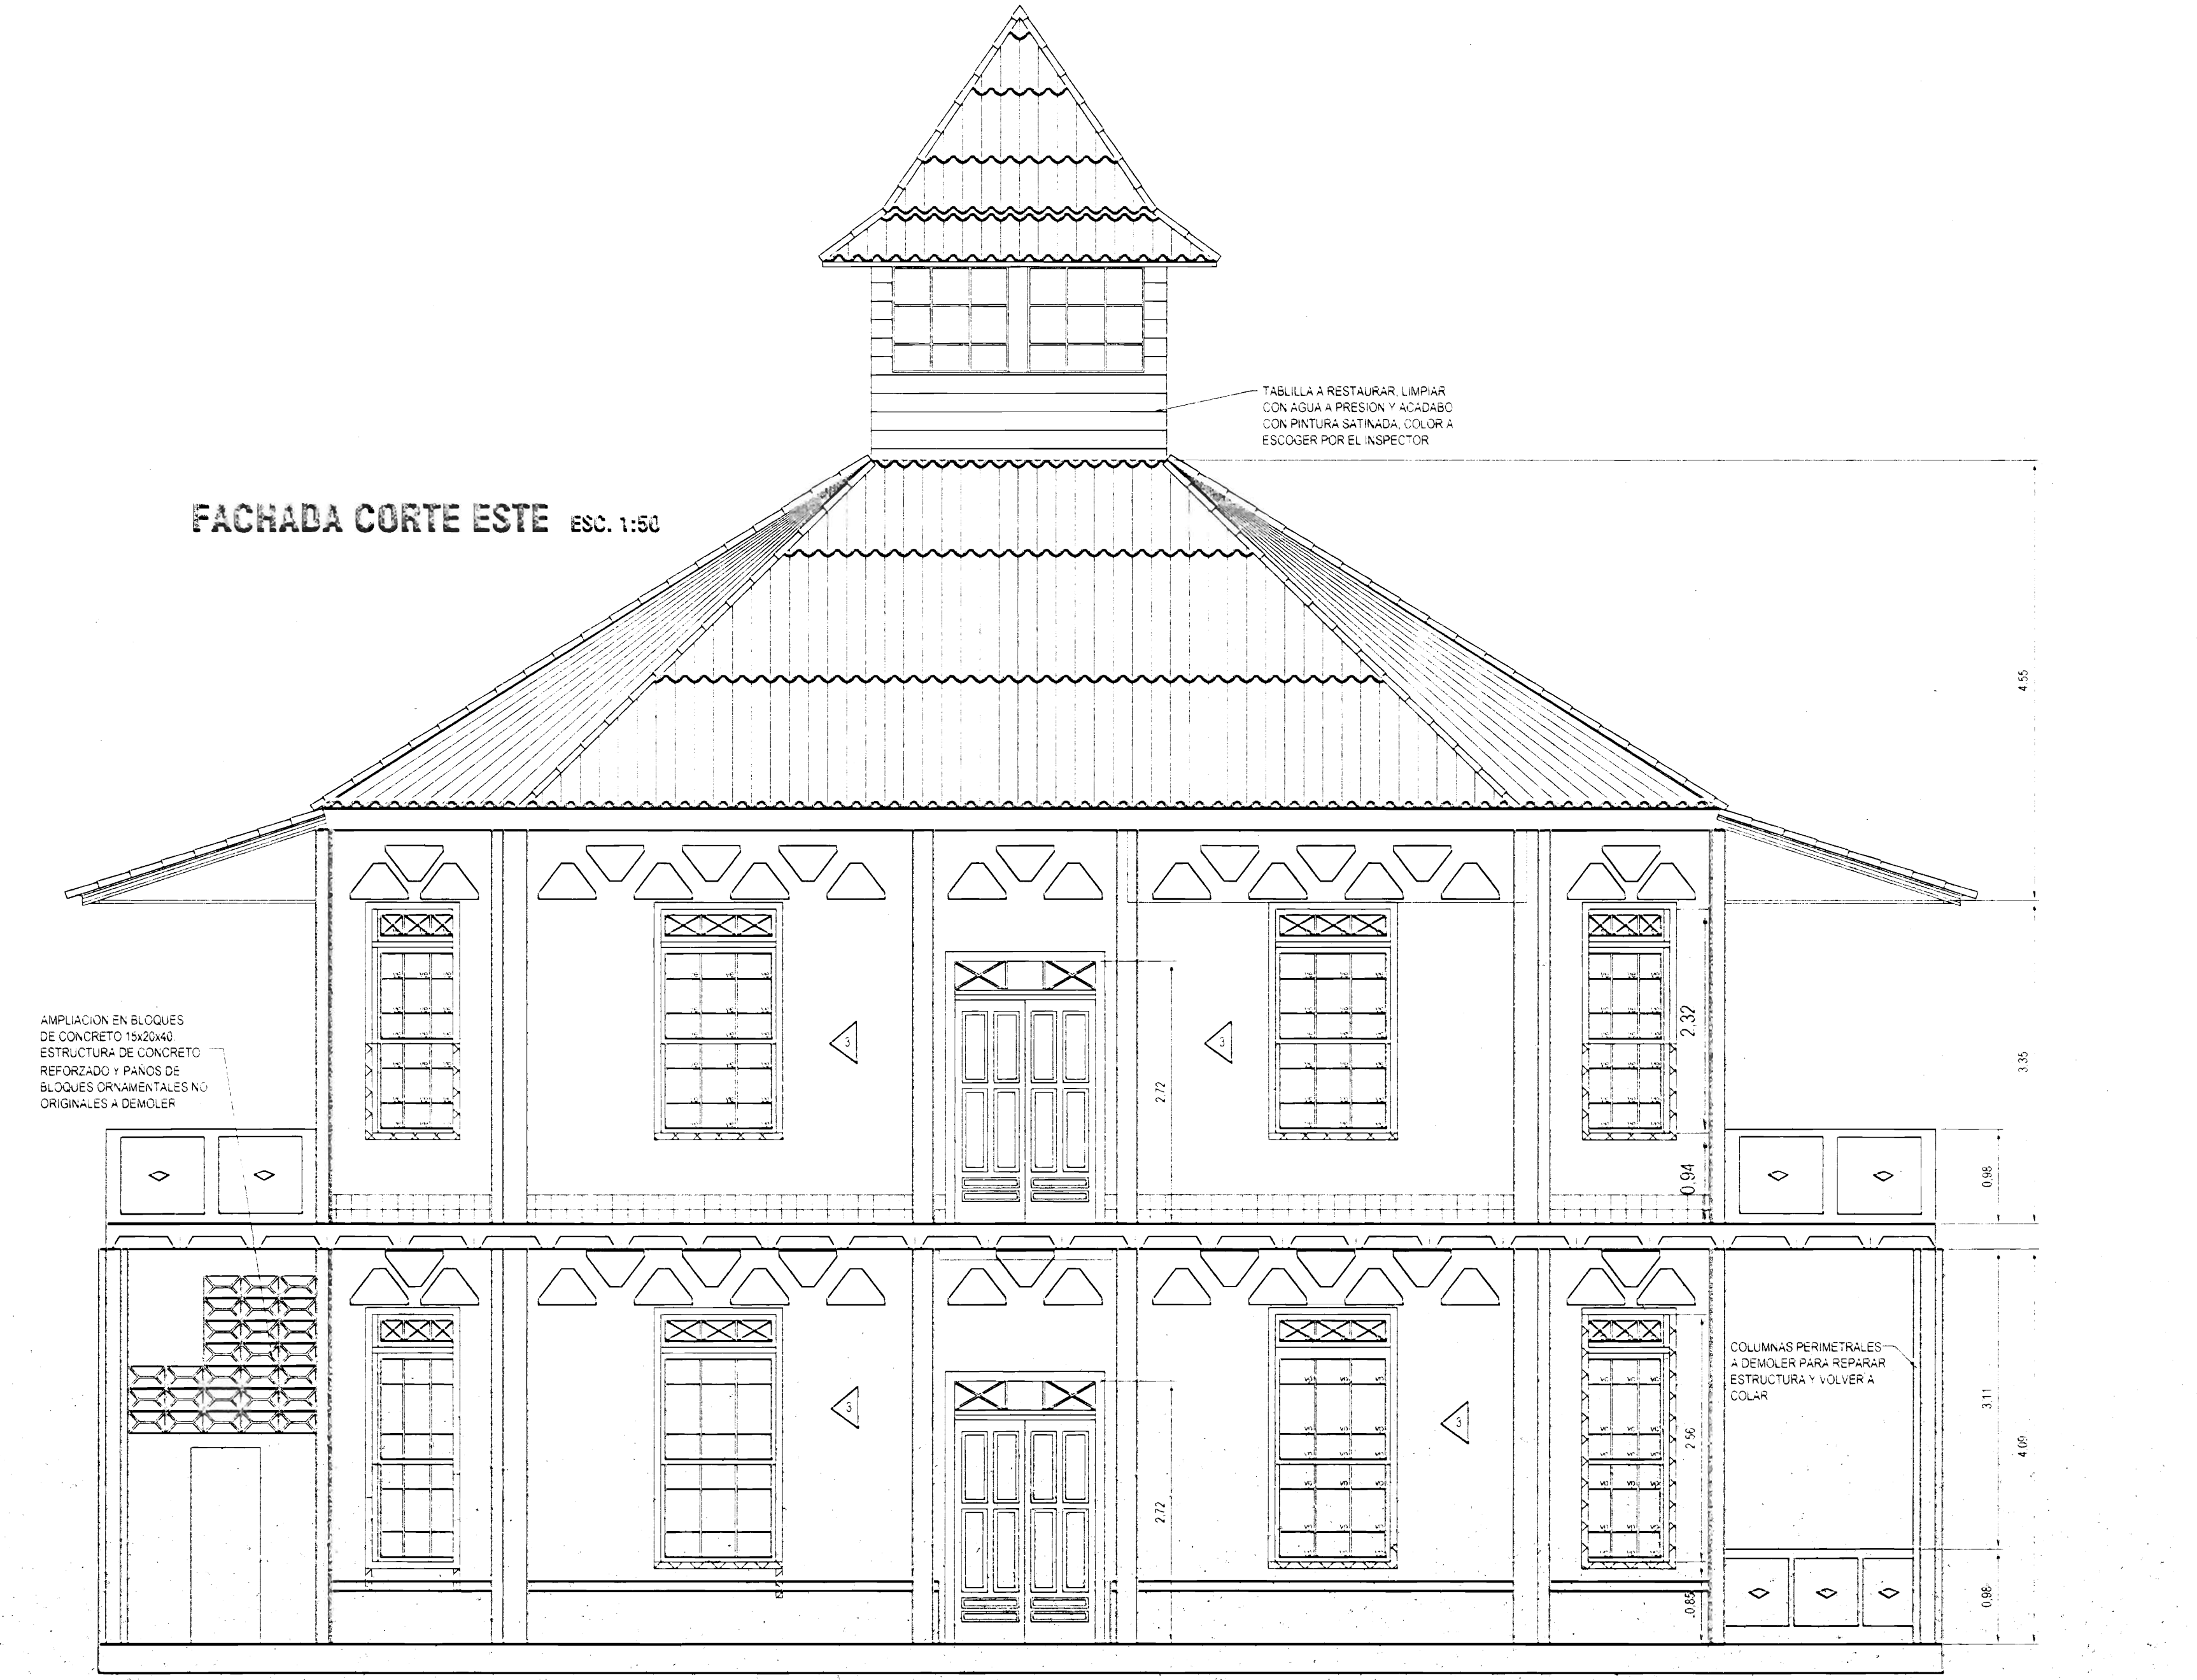 TABLILLA A RESTAURAR, LIMPIAR
CON AGUA A PRESION Y ACADABO
CON PINTURA SATINADA, COLOR A
ESCOGER POR EL INSPECTOR
FACHADA CORTE ESTE ESC. 1:50
4.55
AMPLIACION EN BLOQUES
DE CONCRETO 15x20x40.
ESTRUCTURA DE CONCRETO
REFORZADO Y PAÑOS DE
BLOQUES ORNAMENTALES NO
ORIGINALES A DEMOLER
3
3
2.72
2,32
0,94
3.35
0.98
COLUMNAS PERIMETRALES
A DEMOLER PARA REPARAR
ESTRUCTURA Y VOLVER A
COLAR
3
3
2.72
2.56
0.85
3.11
4.09
0.98